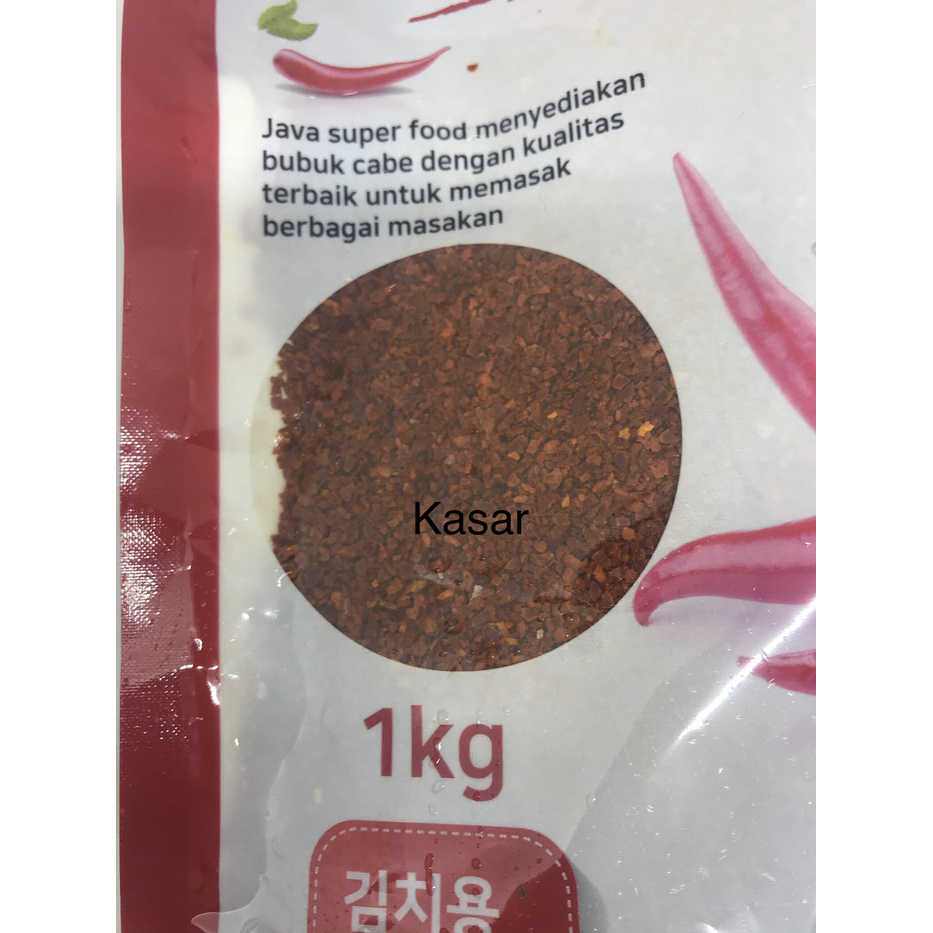 Java super food menyediakan
bubuk cabe dengan kualitas
terbaik untuk memasak
berbagai masakan
Kasar
1kg
김치용